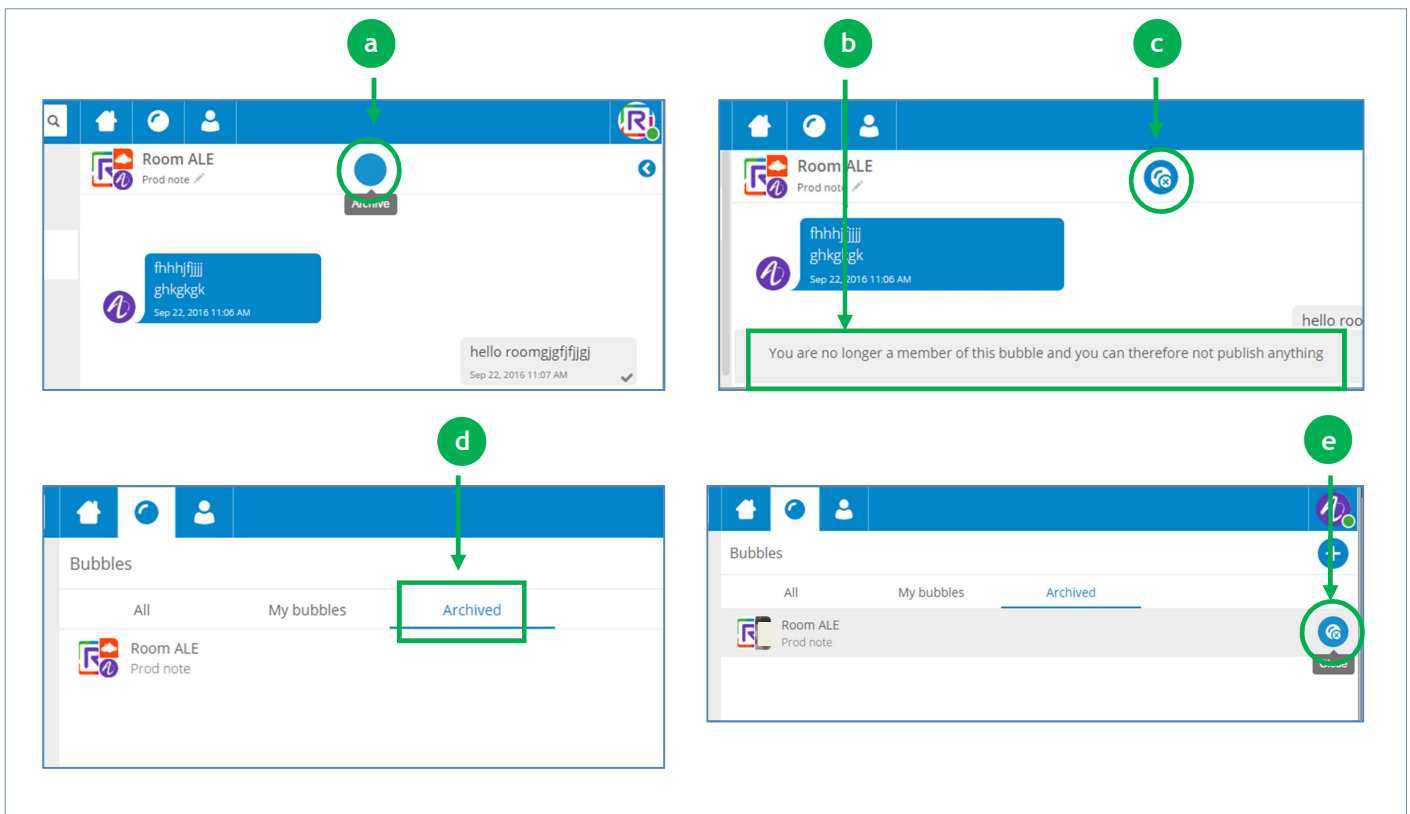 a
b
c
Room ALE
Prod note
Archive
fhhhjfjjjj
ghkgkgk
Sep 22, 2016 11:06 AM
hello roomgjgfjfjjgj
Sep 22, 2016 11:07 AM
Room ALE
Prod note
fhhhjfjjjj
ghkgkgk
Sep 22, 2016 11:06 AM
hello roo
You are no longer a member of this bubble and you can therefore not publish anything
d
e
Bubbles
All My bubbles Archived
Room ALE
Prod note
Bubbles
All My bubbles Archived
Room ALE
Prod note
Close